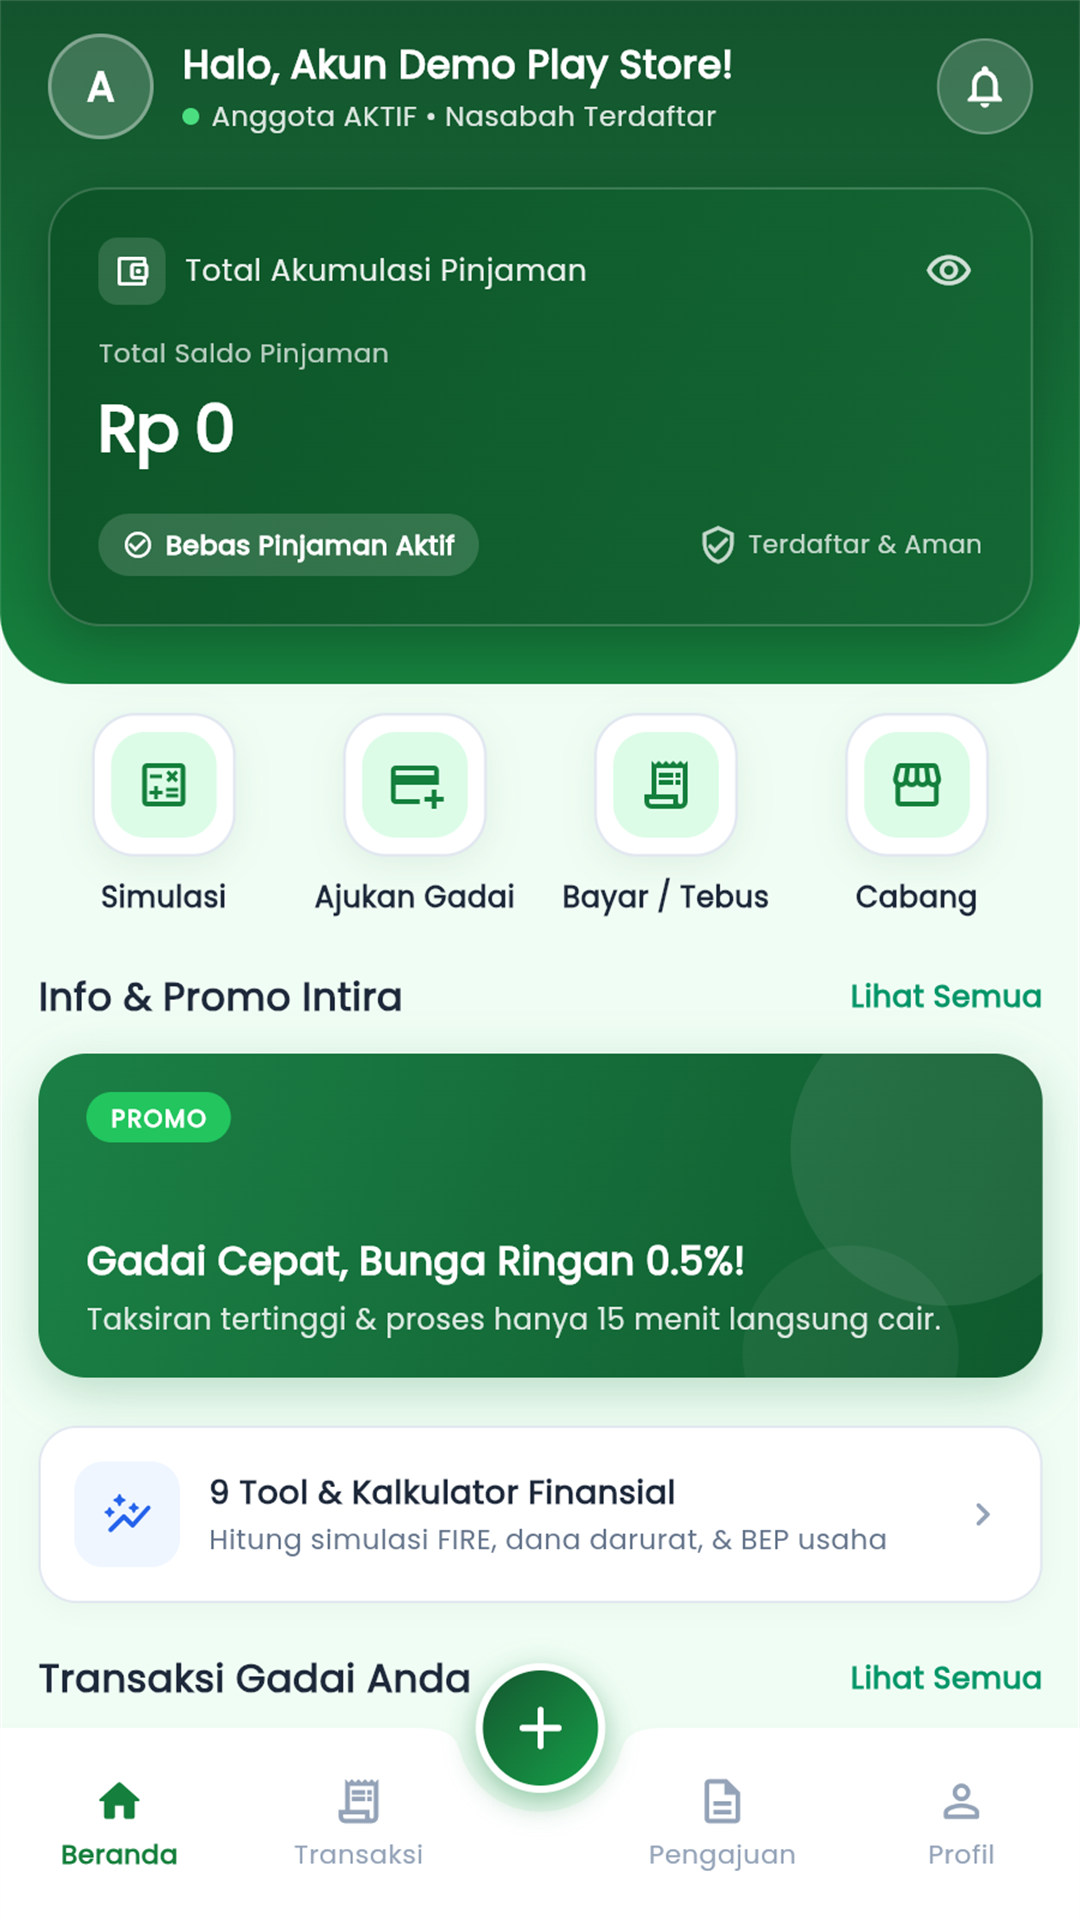 A
Halo, Akun Demo Play Store!
Anggota AKTIF • Nasabah Terdaftar
Total Akumulasi Pinjaman
Total Saldo Pinjaman
Rp 0
Bebas Pinjaman Aktif
Terdaftar & Aman
Simulasi
Ajukan Gadai
Bayar / Tebus
Cabang
Info & Promo Intira
Lihat Semua
PROMO
Gadai Cepat, Bunga Ringan 0.5%!
Taksiran tertinggi & proses hanya 15 menit langsung cair.
9 Tool & Kalkulator Finansial
Hitung simulasi FIRE, dana darurat, & BEP usaha
Transaksi Gadai Anda
Lihat Semua
Beranda
Transaksi
Pengajuan
Profil